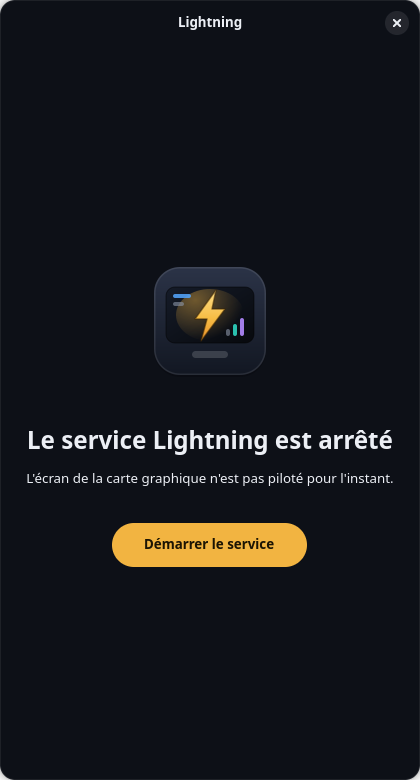 Lightning
Le service Lightning est arrêté
L'écran de la carte graphique n'est pas piloté pour l'instant.
Démarrer le service